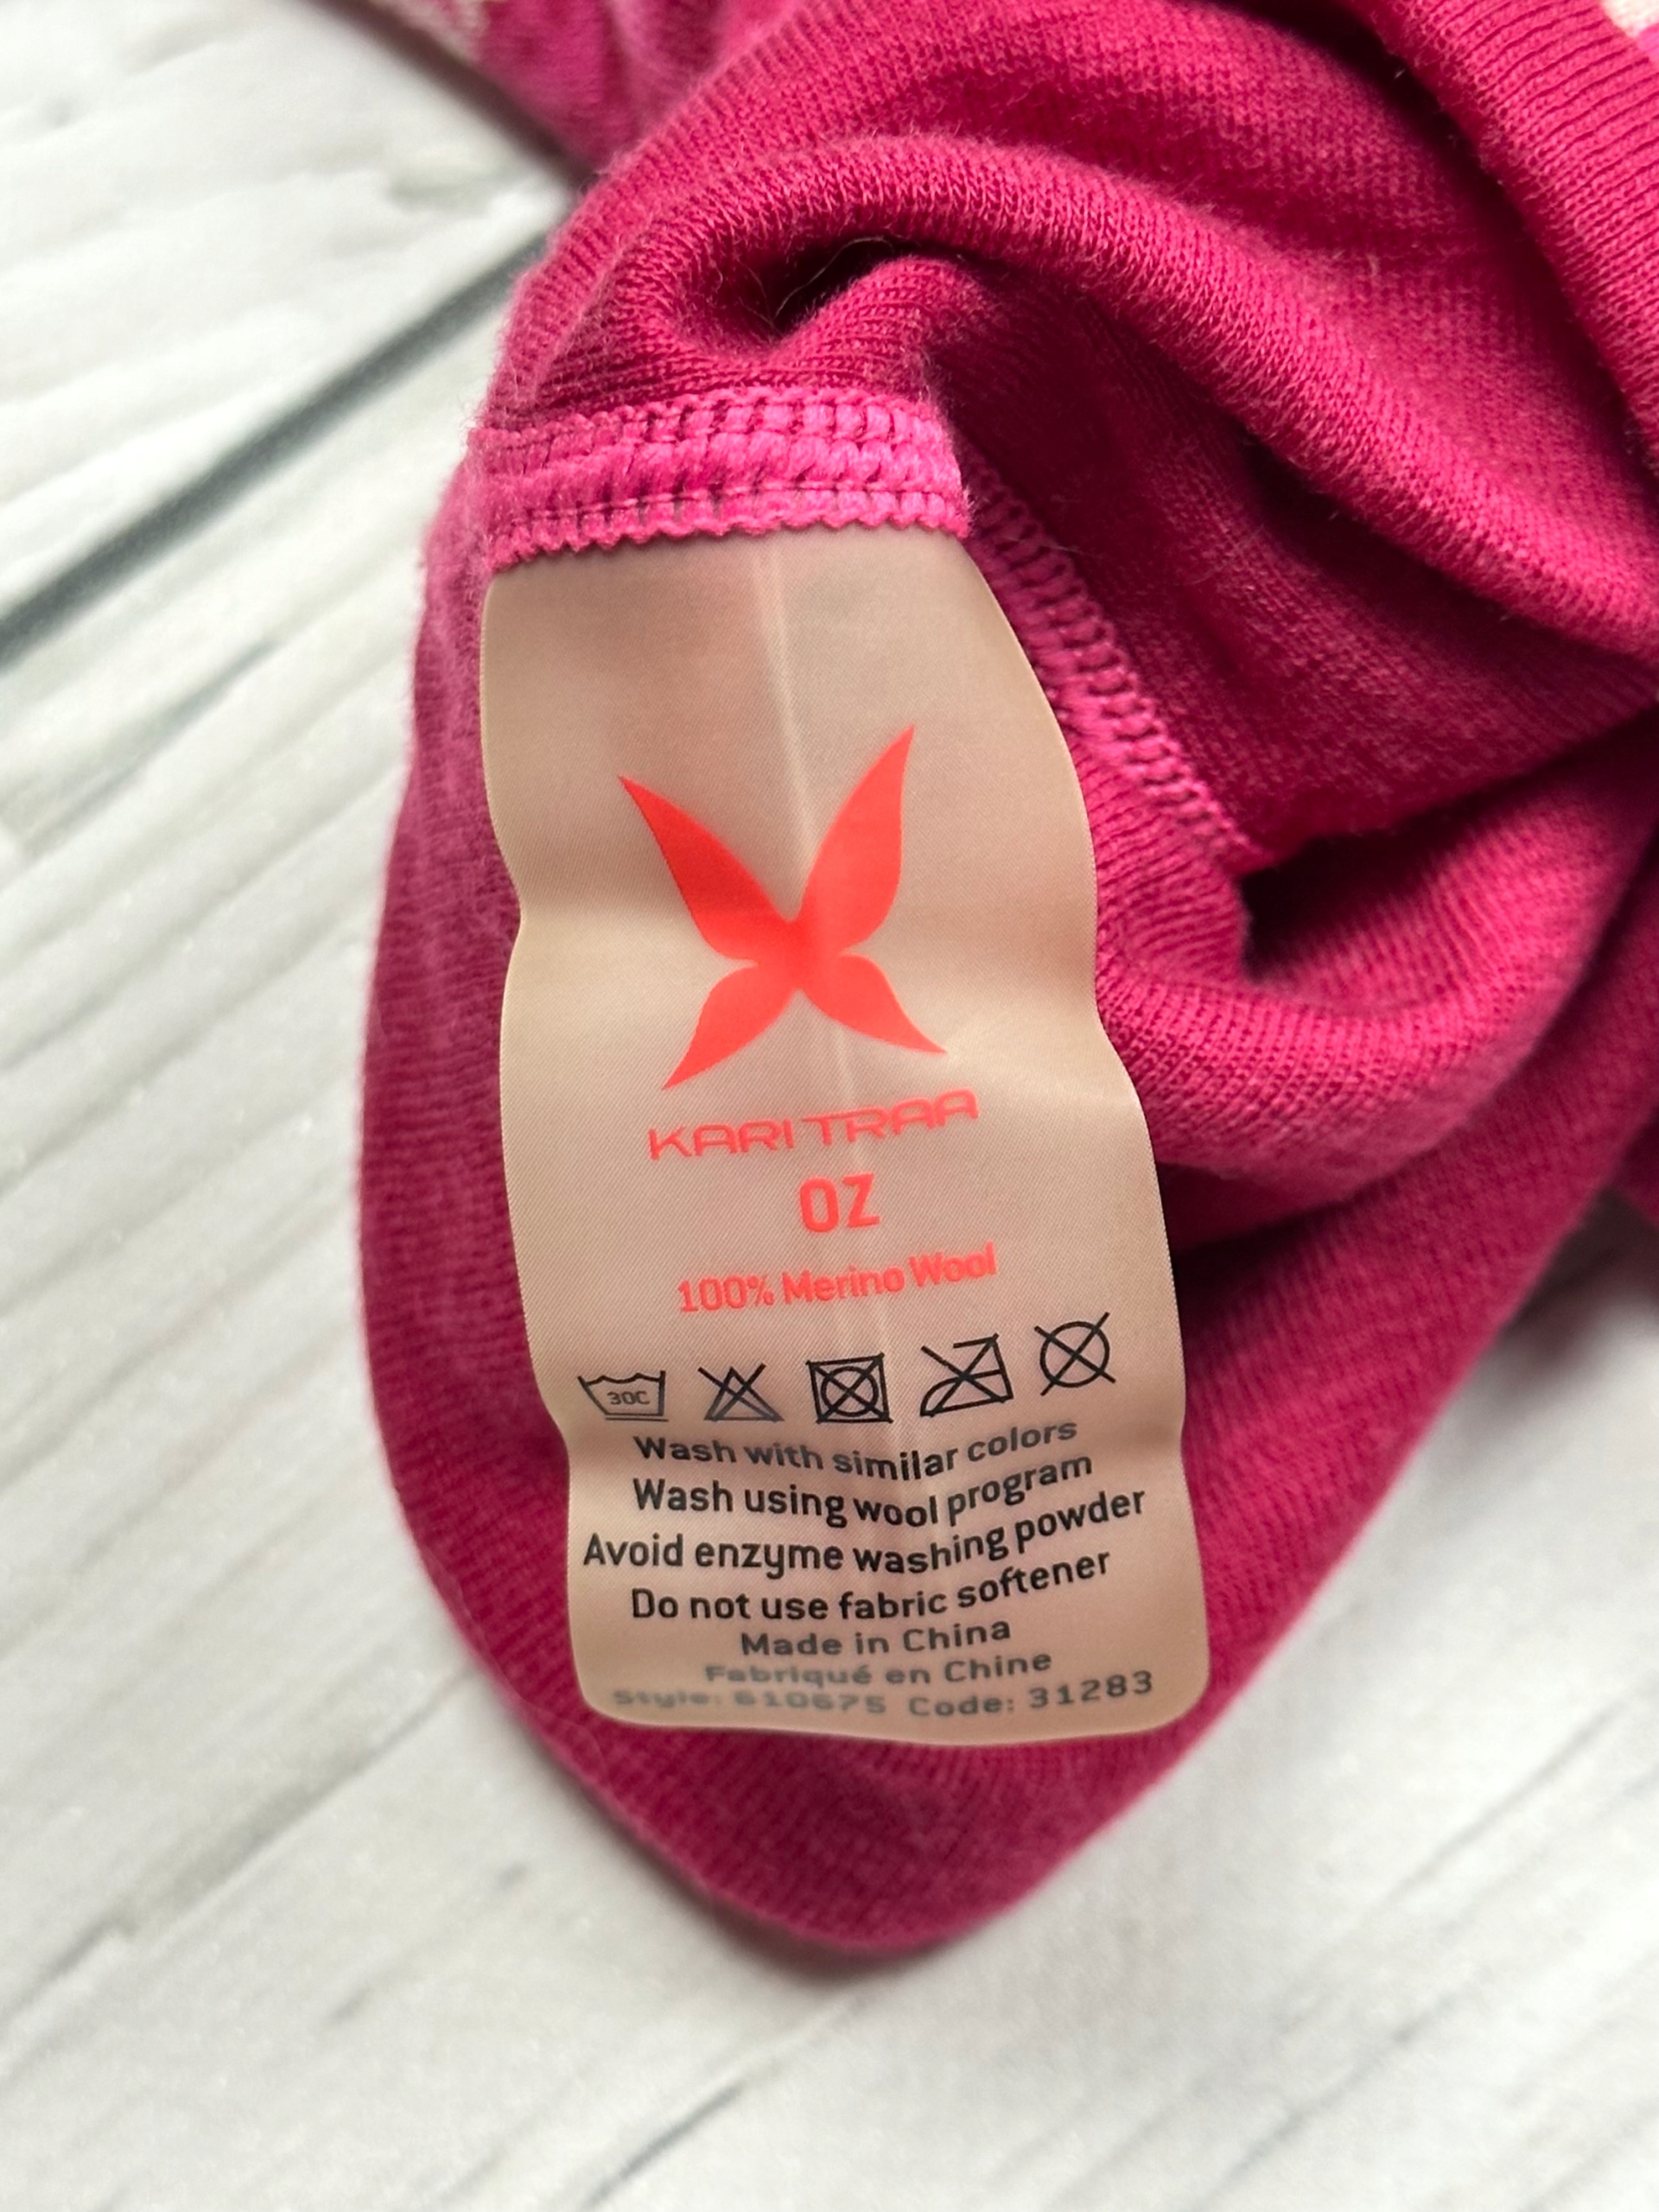 KARI TRAA
OZ
100% Merino Wool
30C
Wash with similar colors
Wash using wool program
Avoid enzyme washing powder
Do not use fabric softener
Made in China
Fabriqué en Chine
Style: 610675 Code: 31283